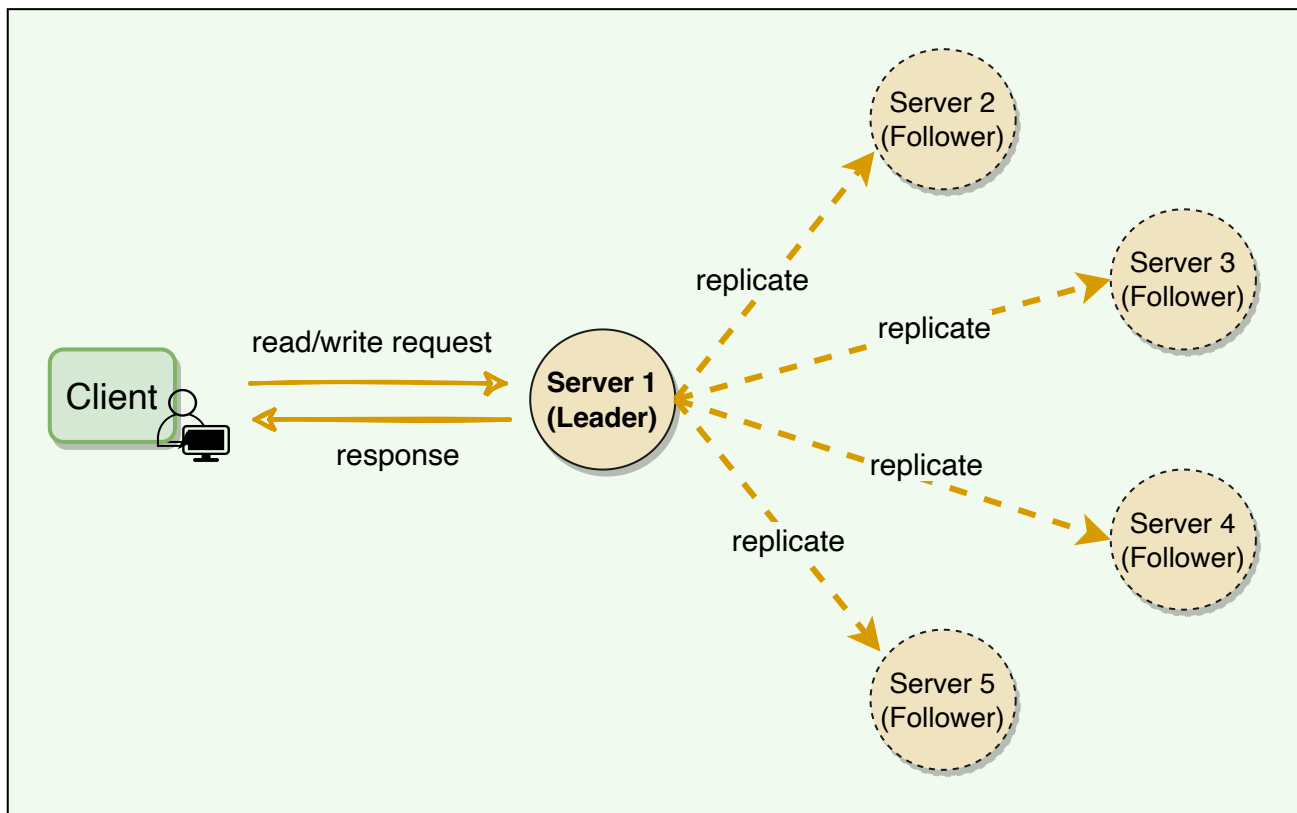 Server 2
(Follower)
Server 3
(Follower)
replicate
replicate
read/write request
Client
Server 1
(Leader)
response
replicate
replicate
Server 4
(Follower)
Server 5
(Follower)